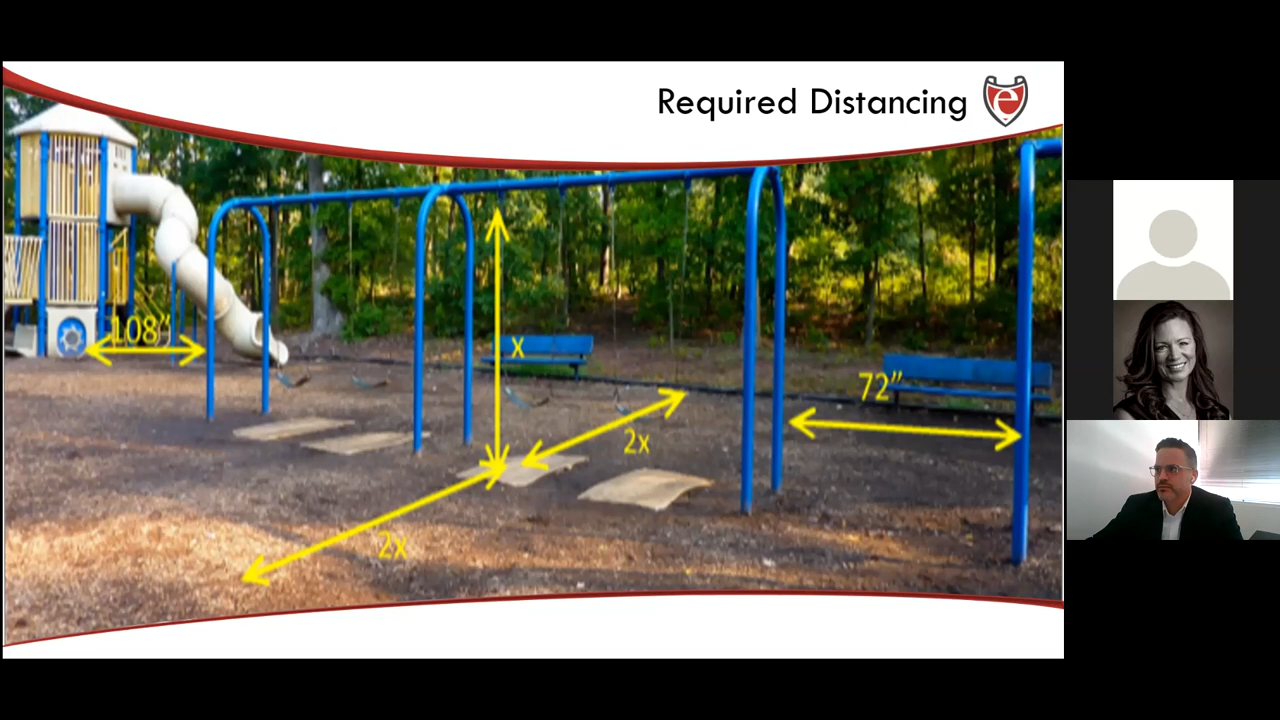 Required Distancing
e
108"
x
72"
2x
2x